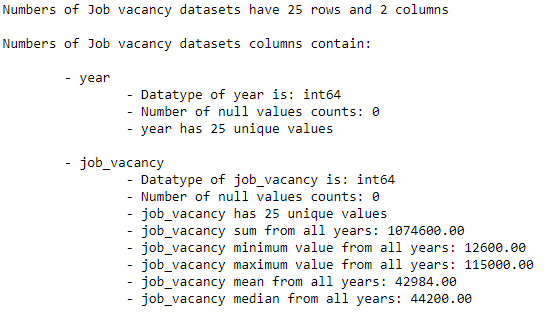 Numbers of Job vacancy datasets have 25 rows and 2 columns
Numbers of Job vacancy datasets columns contain:
- year
- Datatype of year is: int64
- Number of null values counts: 0
- year has 25 unique values
- job_vacancy
- Datatype of job_vacancy is: int64
- Number of null values counts: 0
- job_vacancy has 25 unique values
- job_vacancy sum from all years: 1074600.00
- job_vacancy minimum value from all years: 12600.00
- job_vacancy maximum value from all years: 115000.00
- job_vacancy mean from all years: 42984.00
- job_vacancy median from all years: 44200.00